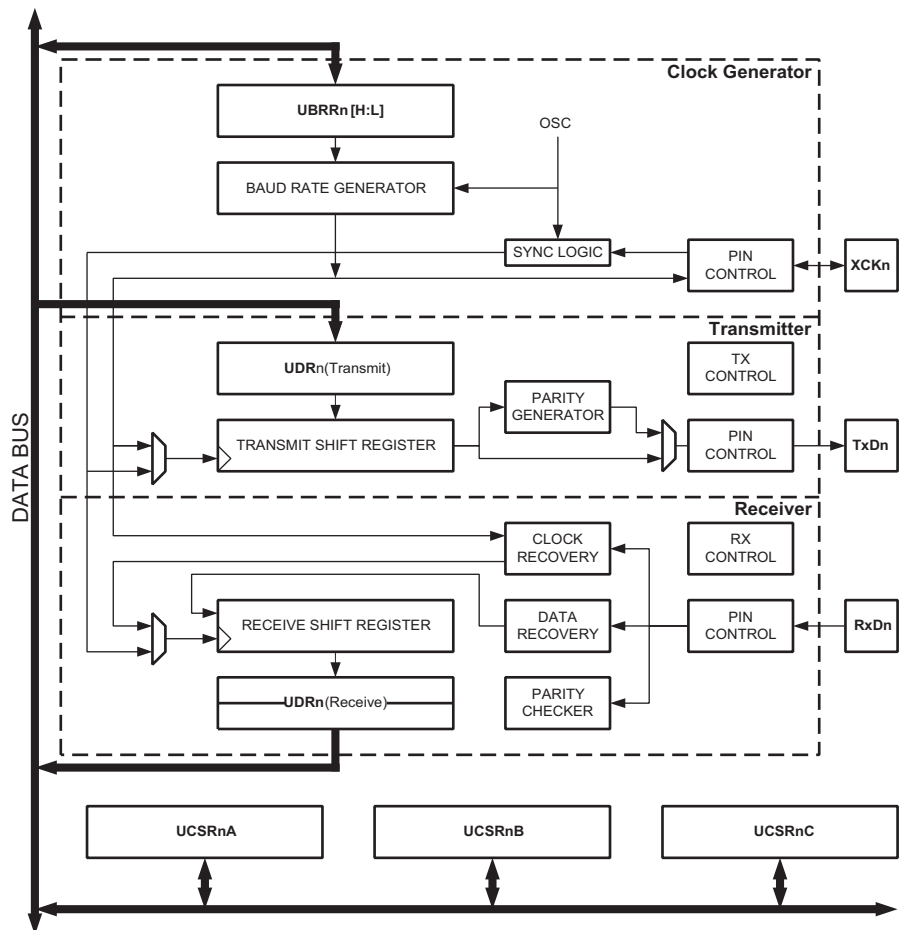 Clock Generator
UBRRn [H:L]
OSC
BAUD RATE GENERATOR
SYNC LOGIC
PIN
CONTROL
XCKn
Transmitter
UDRn(Transmit)
TX
CONTROL
PARITY
GENERATOR
TRANSMIT SHIFT REGISTER
PIN
CONTROL
TxDn
DATA BUS
Receiver
CLOCK
RECOVERY
RX
CONTROL
RECEIVE SHIFT REGISTER
DATA
RECOVERY
PIN
CONTROL
RxDn
UDRn(Receive)
PARITY
CHECKER
UCSRnA
UCSRnB
UCSRnC